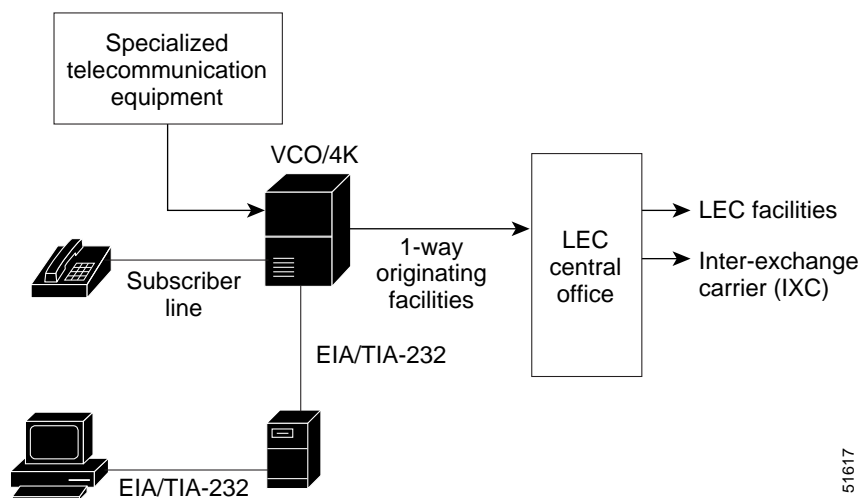 Specialized
telecommunication
equipment
VCO/4K
Subscriber
line
1-way
originating
facilities
LEC
central
office
LEC facilities
Inter-exchange
carrier (IXC)
EIA/TIA-232
EIA/TIA-232
51617